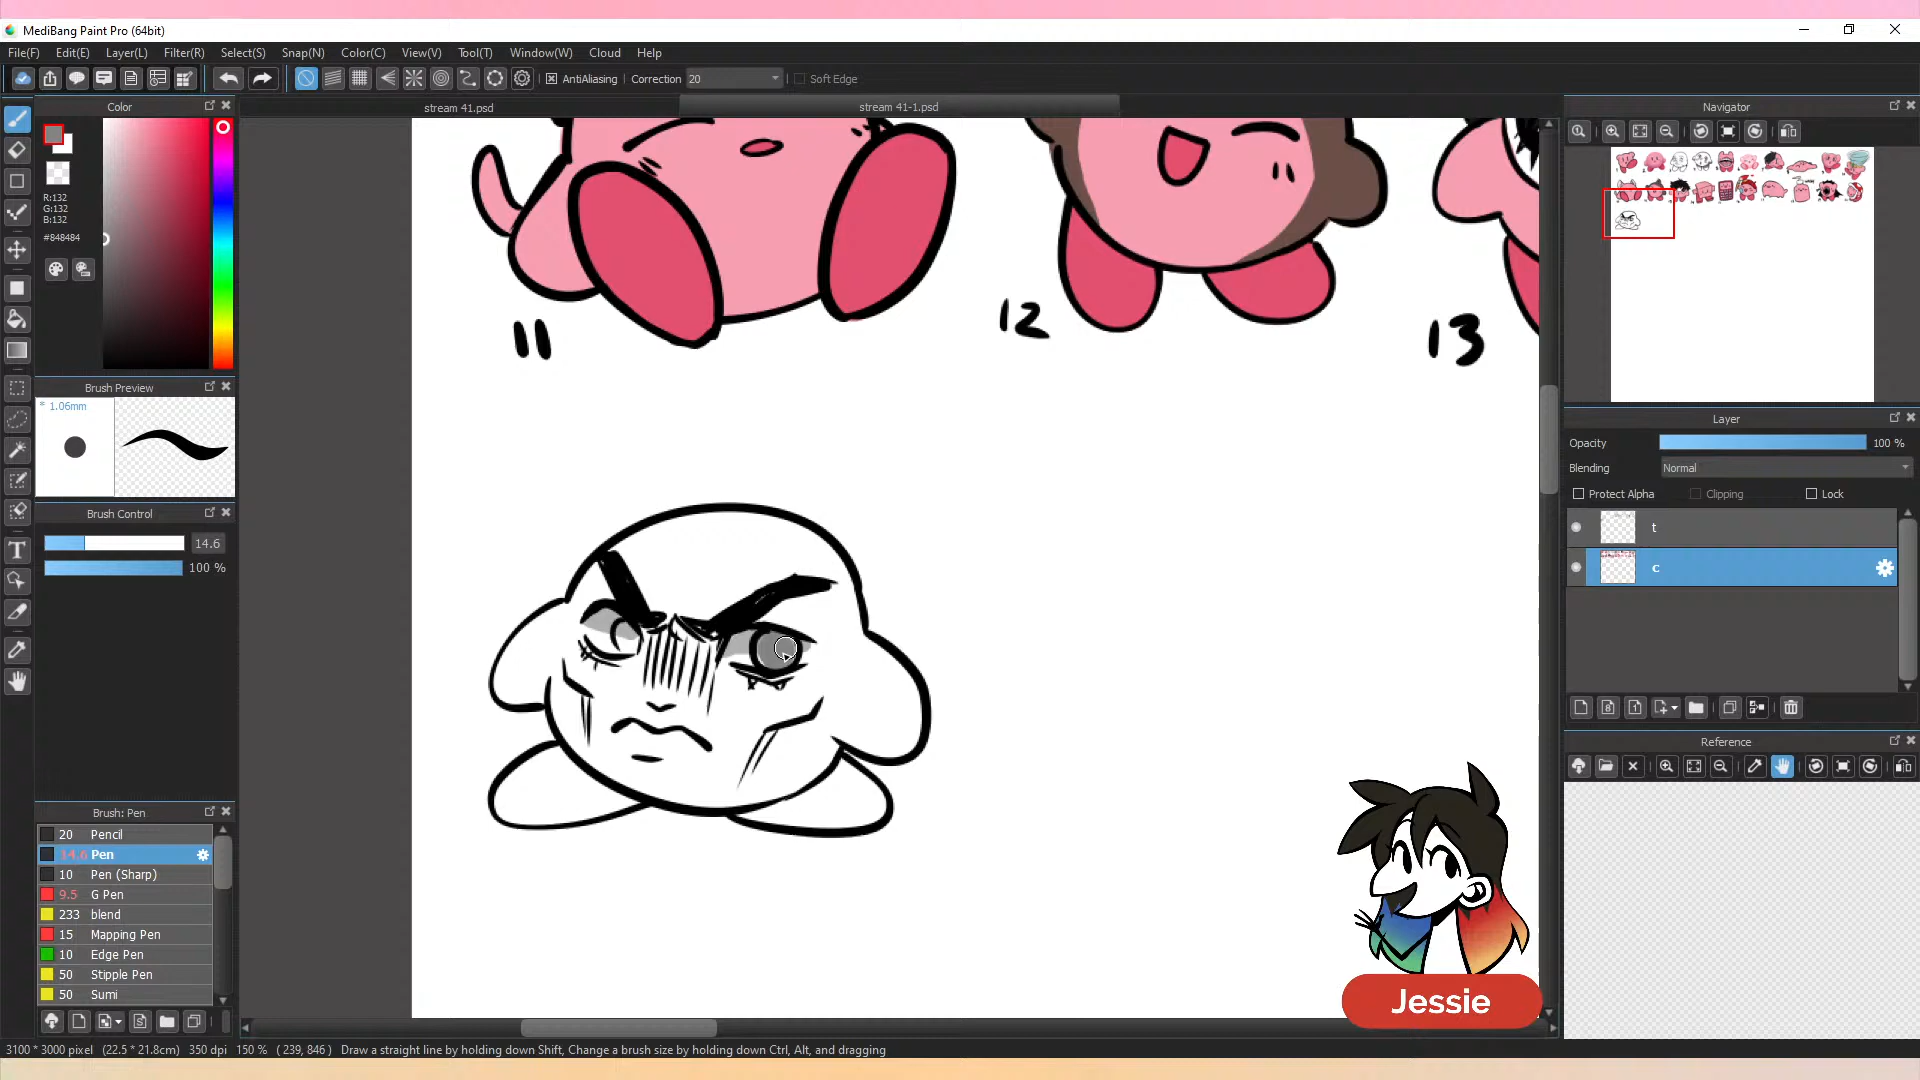 MediBang Paint Pro (64bit)
File(F) Edit(E) Layer(L) Filter(R) Select(S) Snap(N) Color(C) View(V) Tool(T) Window(W) Cloud Help
AntiAliasing Correction 20 Soft Edge
Color
stream 41.psd
stream 41-1.psd
Navigator
R:132
G:132
B:132
#848484
11
12
13
Brush Preview
* 1.06mm
Layer
Opacity 100 %
Blending Normal
Protect Alpha Clipping Lock
t
c
Brush Control
14.6
100 %
Reference
Brush: Pen
20 Pencil
14.6 Pen
10 Pen (Sharp)
9.5 G Pen
233 blend
15 Mapping Pen
10 Edge Pen
50 Stipple Pen
50 Sumi
Jessie
3100 * 3000 pixel (22.5 * 21.8cm) 350 dpi 150 % ( 239, 846 ) Draw a straight line by holding down Shift, Change a brush size by holding down Ctrl, Alt, and dragging